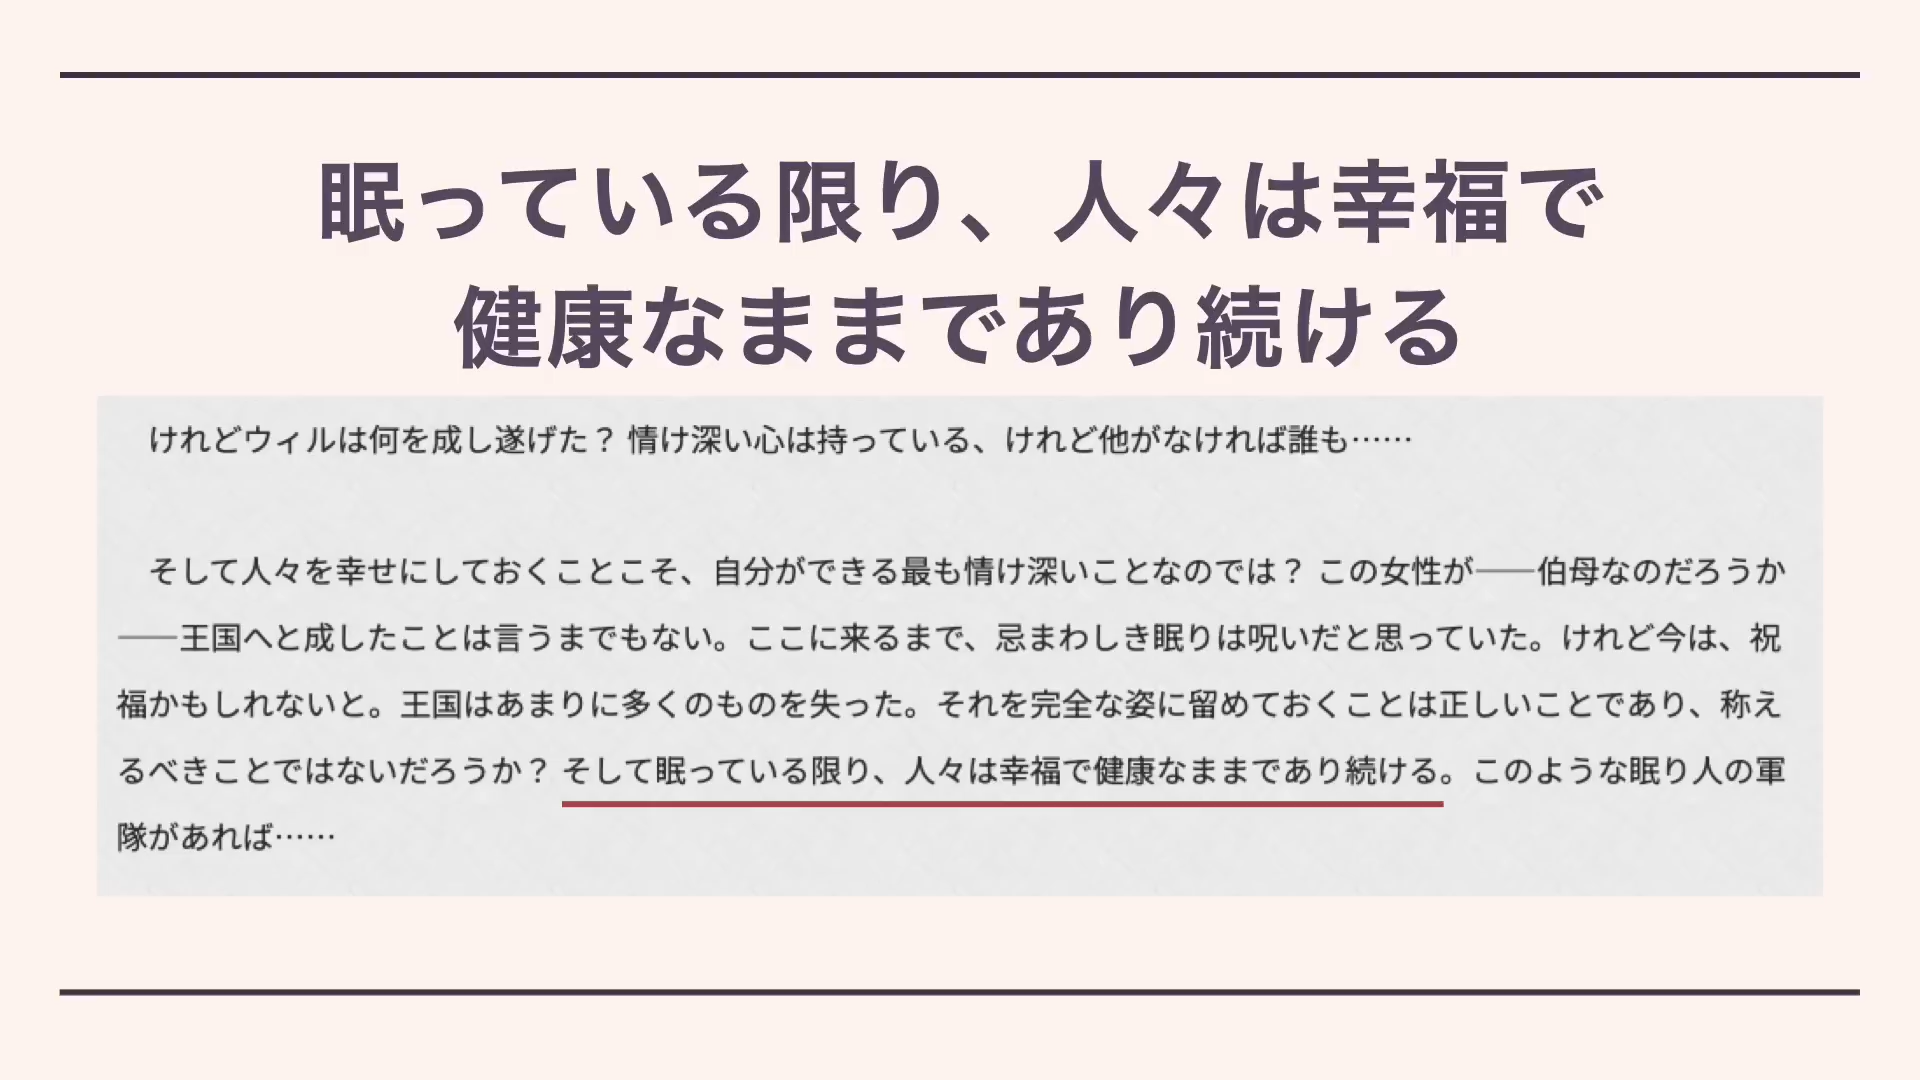 眠っている限り、人々は幸福で
健康なままであり続ける
けれどウィルは何を成し遂げた？ 情け深い心は持っている、けれど他がなければ誰も……
そして人々を幸せにしておくことこそ、自分ができる最も情け深いことなのでは？ この女性が――伯母なのだろうか
――王国へと成したことは言うまでもない。ここに来るまで、忌まわしき眠りは呪いだと思っていた。けれど今は、祝
福かもしれないと。王国はあまりに多くのものを失った。それを完全な姿に留めておくことは正しいことであり、称え
るべきことではないだろうか？ そして眠っている限り、人々は幸福で健康なままであり続ける。このような眠り人の軍
隊があれば……